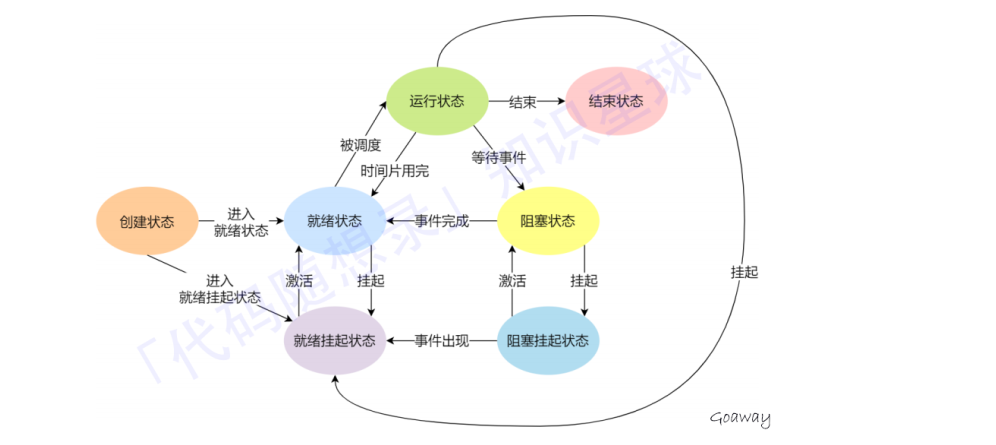 运行状态
结束
结束状态
被调度
时间片用完
等待事件
创建状态
进入
就绪状态
就绪状态
事件完成
阻塞状态
进入
就绪挂起状态
激活
挂起
激活
挂起
挂起
就绪挂起状态
事件出现
阻塞挂起状态
「代码随想录」知识星球
Goaway